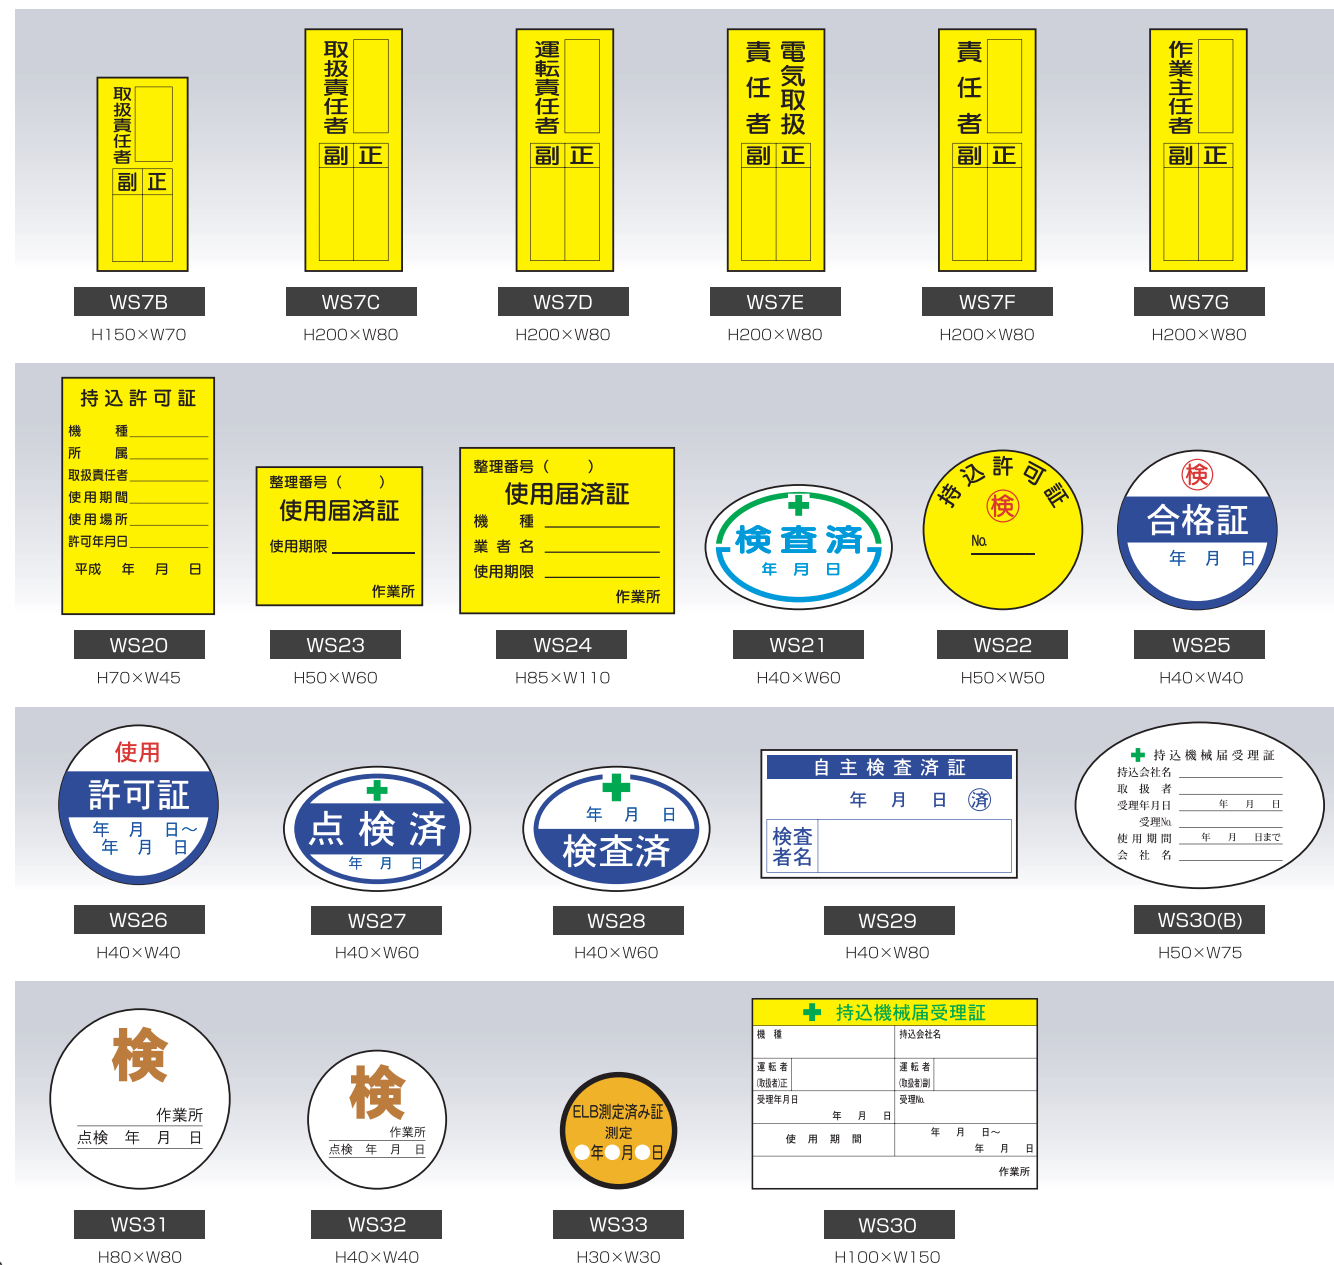 取扱責任者
副 正
取扱責任者
副 正
運転責任者
副 正
電気取扱
責任者
副 正
責任者
副 正
作業主任者
副 正
WS7B
WS7C
WS7D
WS7E
WS7F
WS7G
H150×W70
H200×W80
H200×W80
H200×W80
H200×W80
H200×W80
持込許可証
機 種
所 属
取扱責任者
使用期間
使用場所
許可年月日
平成 年 月 日
整理番号（ ）
使用届済証
使用期限
作業所
整理番号（ ）
使用届済証
機 種
業者名
使用期限
作業所
検査済
年 月 日
持込許可証
検
No.
検
合格証
年 月 日
WS20
WS23
WS24
WS21
WS22
WS25
H70×W45
H50×W60
H85×W110
H40×W60
H50×W50
H40×W40
使用
許可証
年 月 日～
年 月 日
点検済
年 月 日
年 月 日
検査済
自主検査済証
年 月 日 済
検査
者名
持込機械届受理証
持込会社名
取扱者
受理年月日 年 月 日
受理No.
使用期間 年 月 日まで
会社名
WS26
WS27
WS28
WS29
WS30(B)
H40×W40
H40×W60
H40×W60
H40×W80
H50×W75
検
作業所
点検 年 月 日
検
作業所
点検 年 月 日
ELB測定済み証
測定
年 月 日
持込機械届受理証
機 種 持込会社名
運転者 運転者
(取扱者)正 (取扱者)副
受理年月日 受理No.
年 月 日
使用期間 年 月 日～
年 月 日
作業所
WS31
WS32
WS33
WS30
H80×W80
H40×W40
H30×W30
H100×W150